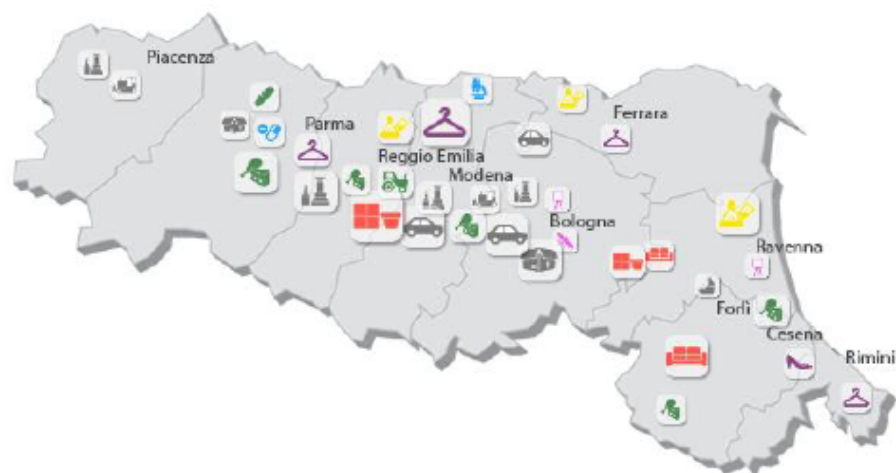 Piacenza
Parma
Ferrara
Reggio Emilia
Modena
Bologna
Ravenna
Forlì
Cesena
Rimini